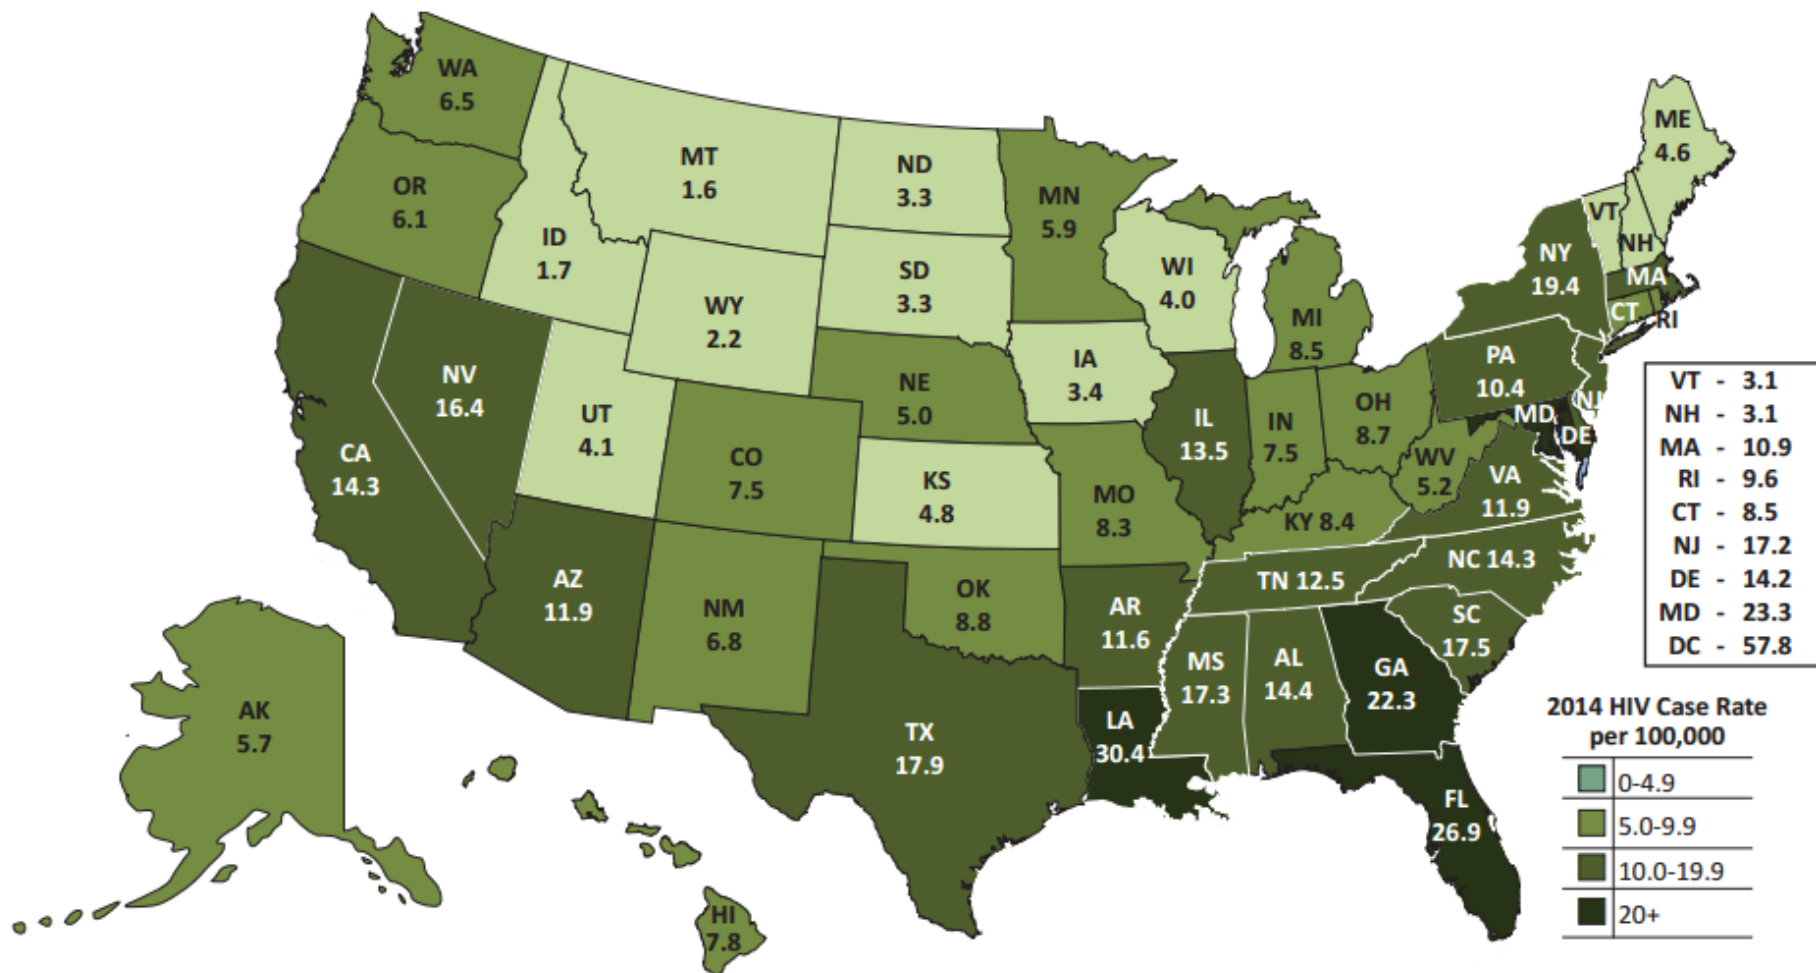 WA
6.5
OR
6.1
CA
14.3
NV
16.4
ID
1.7
MT
1.6
WY
2.2
UT
4.1
AZ
11.9
CO
7.5
NM
6.8
ND
3.3
SD
3.3
NE
5.0
KS
4.8
OK
8.8
TX
17.9
MN
5.9
IA
3.4
MO
8.3
AR
11.6
LA
30.4
WI
4.0
IL
13.5
MI
8.5
IN
7.5
OH
8.7
KY 8.4
TN 12.5
MS
17.3
AL
14.4
GA
22.3
FL
26.9
SC
17.5
NC 14.3
VA
11.9
WV
5.2
PA
10.4
NY
19.4
VT
NH
ME
4.6
MA
CT
RI
NJ
MD
DE
AK
5.7
HI
7.8
VT - 3.1
NH - 3.1
MA - 10.9
RI - 9.6
CT - 8.5
NJ - 17.2
DE - 14.2
MD - 23.3
DC - 57.8
2014 HIV Case Rate
per 100,000
0-4.9
5.0-9.9
10.0-19.9
20+